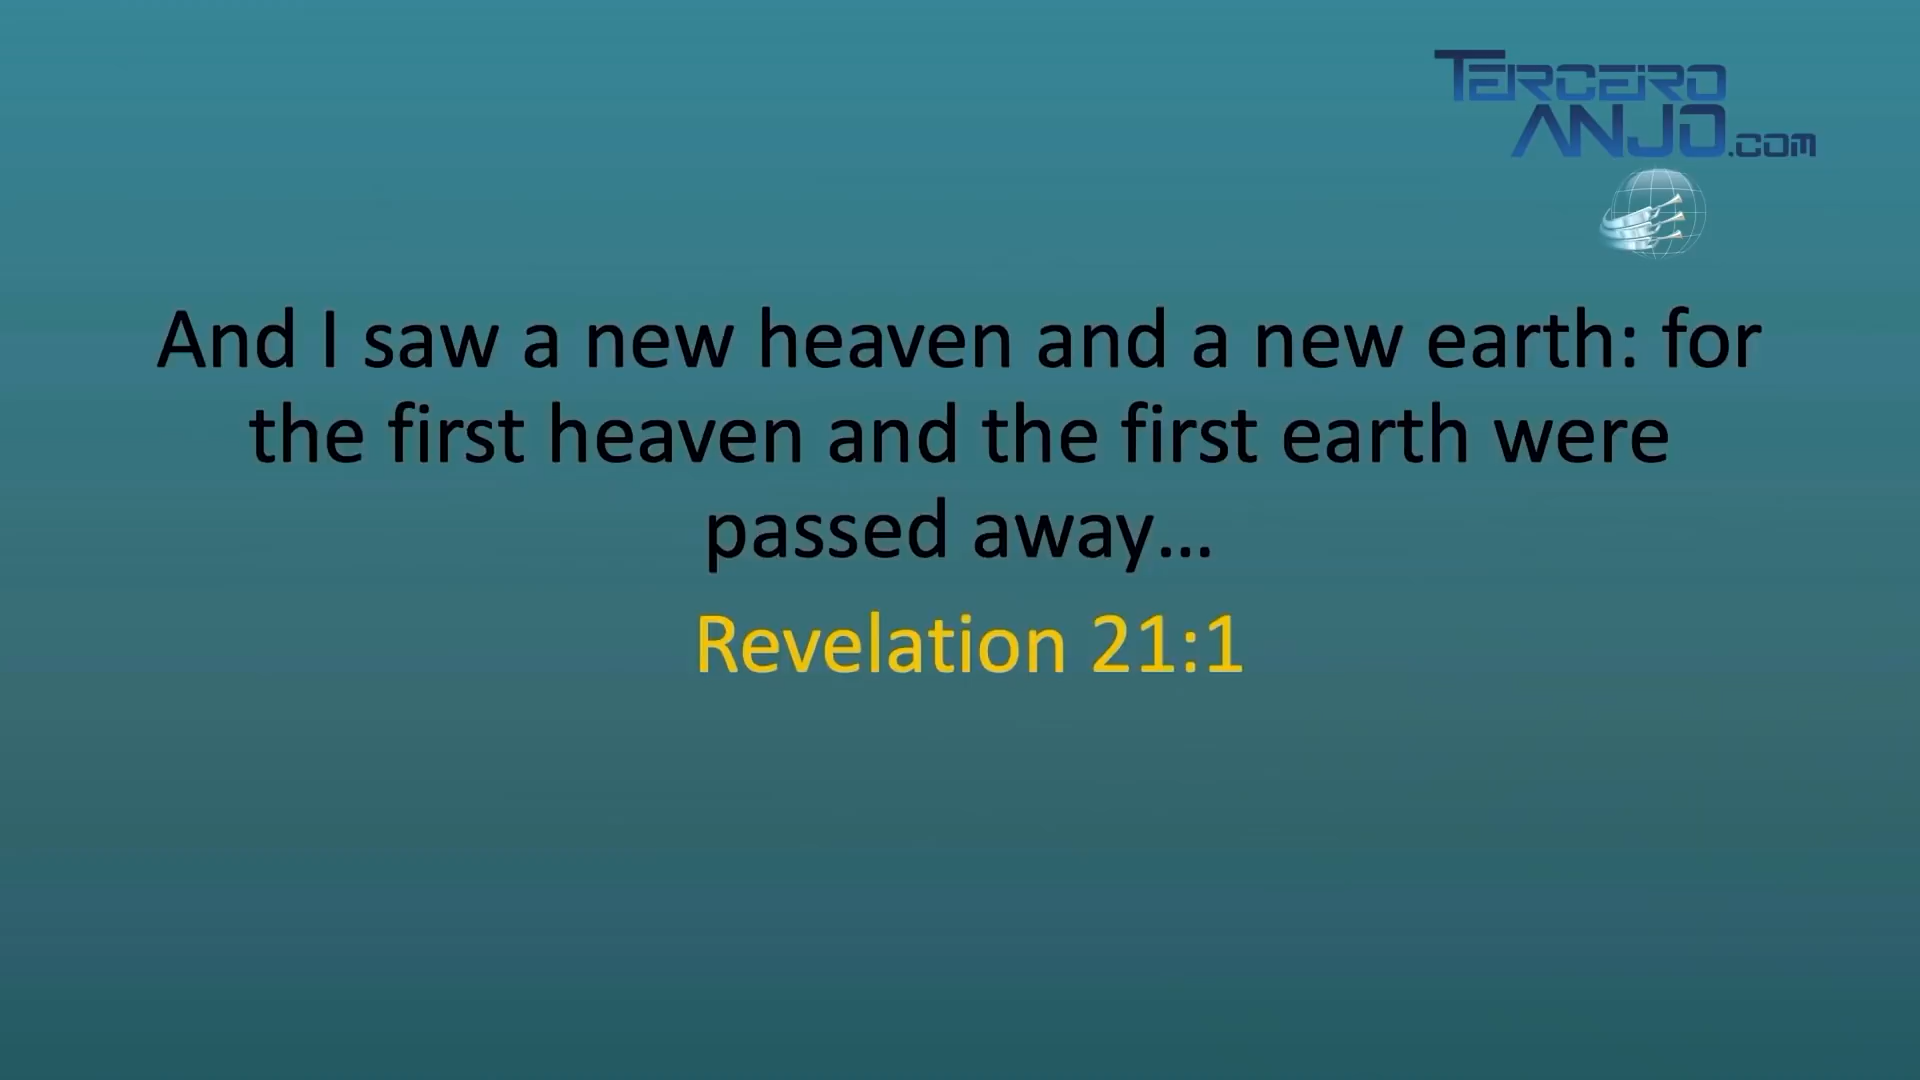 TERCEIRO
ANJO.com
And I saw a new heaven and a new earth: for
the first heaven and the first earth were
passed away...
Revelation 21:1